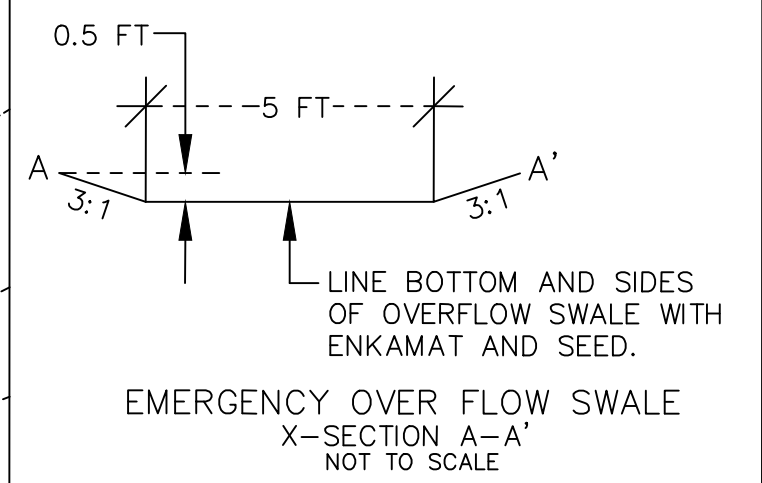 0.5 FT
5 FT
A
A'
3:1
3:1
LINE BOTTOM AND SIDES
OF OVERFLOW SWALE WITH
ENKAMAT AND SEED.
EMERGENCY OVER FLOW SWALE
X-SECTION A-A'
NOT TO SCALE